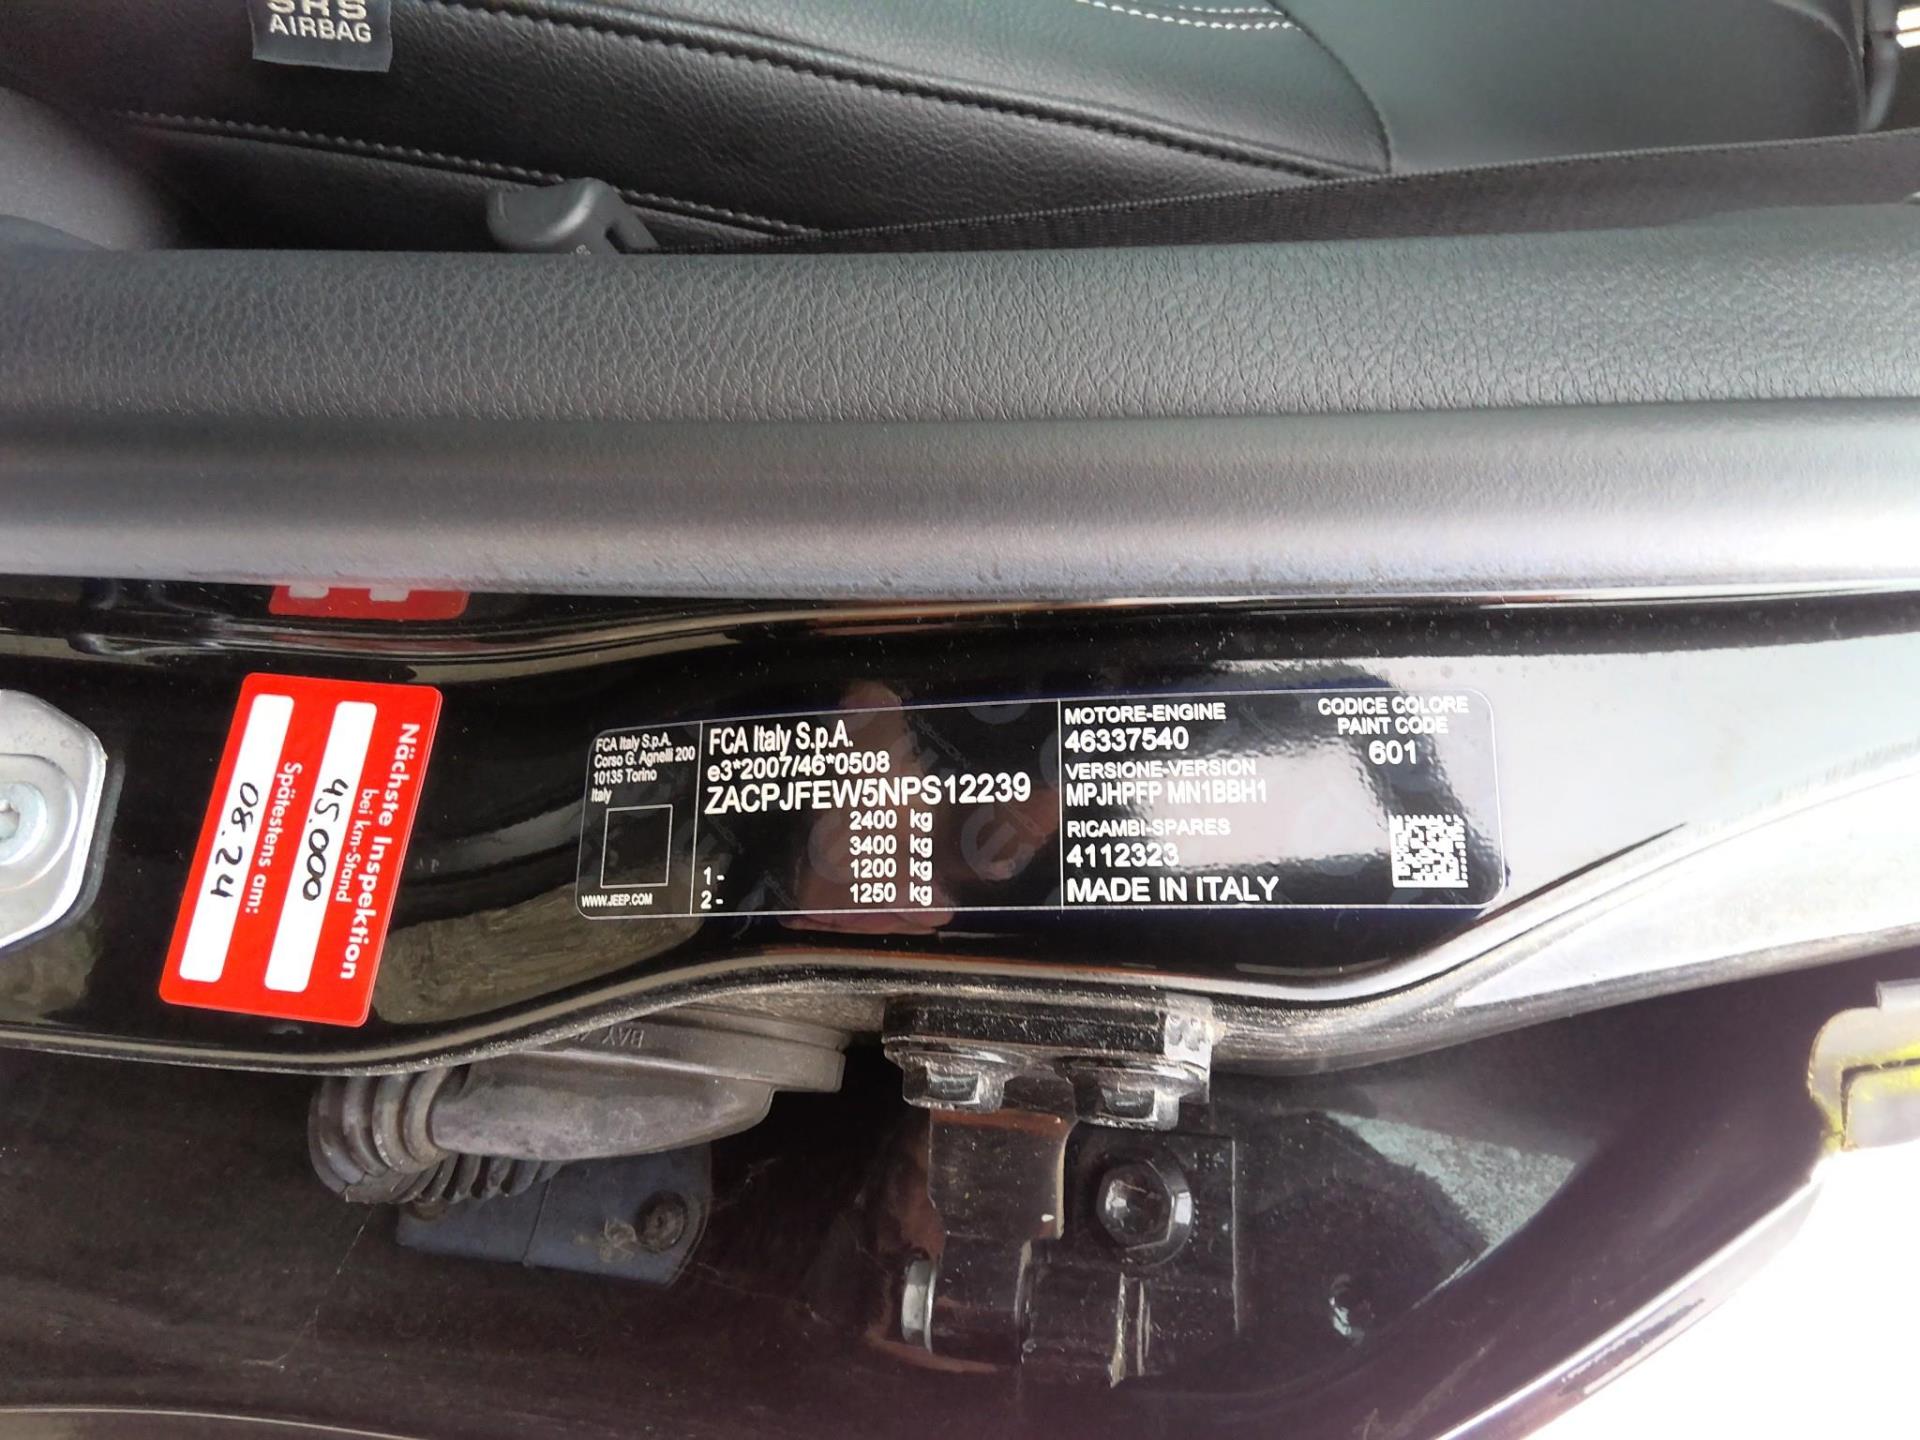 SRS
AIRBAG
Nächste Inspektion
bei km-Stand
45.000
Spätestens am:
08.24
FCA Italy S.p.A.
Corso G. Agnelli 200
10135 Torino
Italy
WWW.JEEP.COM
FCA Italy S.p.A.
e3*2007/46*0508
ZACPJFEW5NPS12239
2400 kg
3400 kg
1- 1200 kg
2- 1250 kg
MOTORE-ENGINE
46337540
VERSIONE-VERSION
MPJHPFP MN1BBH1
RICAMBI-SPARES
4112323
MADE IN ITALY
CODICE COLORE
PAINT CODE
601